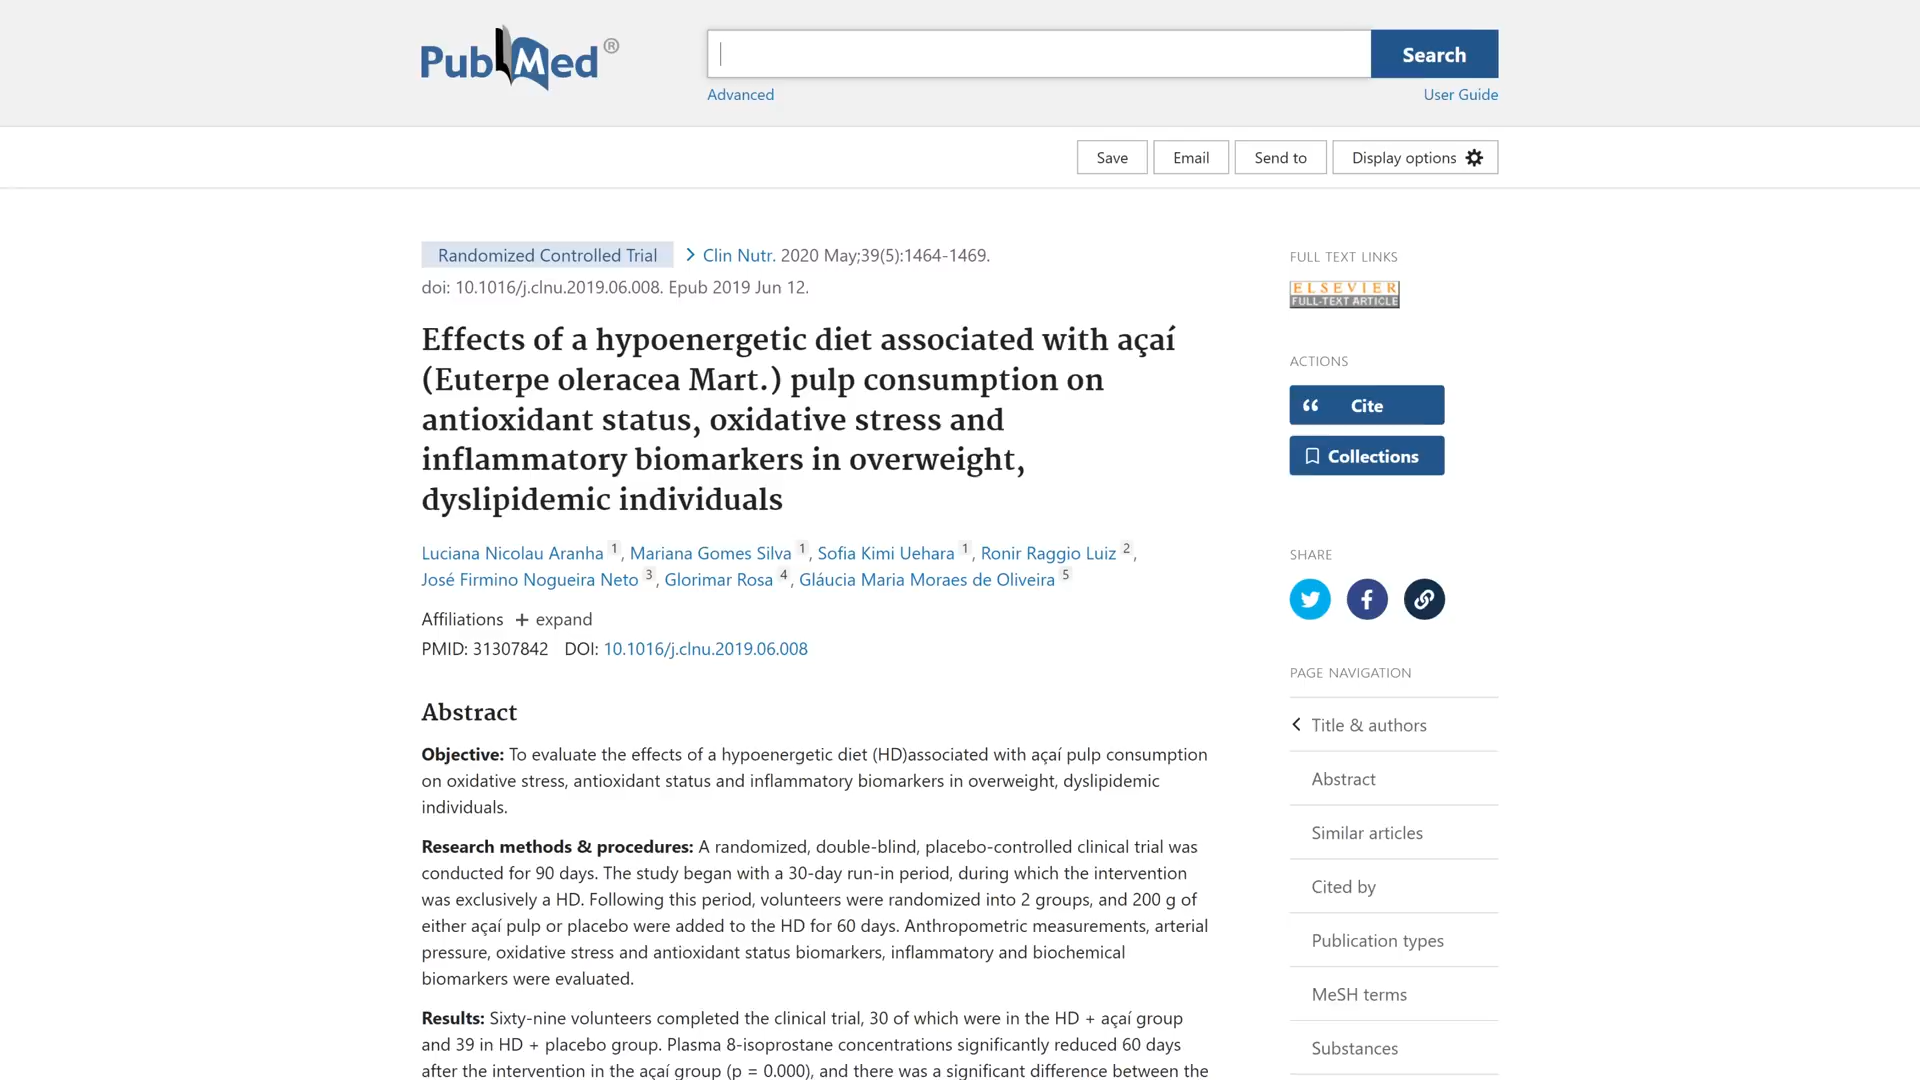 PubMed®
Search
Advanced
User Guide
Save
Email
Send to
Display options
Randomized Controlled Trial
Clin Nutr. 2020 May;39(5):1464-1469.
doi: 10.1016/j.clnu.2019.06.008. Epub 2019 Jun 12.
Effects of a hypoenergetic diet associated with açaí
(Euterpe oleracea Mart.) pulp consumption on
antioxidant status, oxidative stress and
inflammatory biomarkers in overweight,
dyslipidemic individuals
Luciana Nicolau Aranha 1, Mariana Gomes Silva 1, Sofia Kimi Uehara 1, Ronir Raggio Luiz 2,
José Firmino Nogueira Neto 3, Glorimar Rosa 4, Gláucia Maria Moraes de Oliveira 5
Affiliations + expand
PMID: 31307842 DOI: 10.1016/j.clnu.2019.06.008
Abstract
Objective: To evaluate the effects of a hypoenergetic diet (HD)associated with açaí pulp consumption
on oxidative stress, antioxidant status and inflammatory biomarkers in overweight, dyslipidemic
individuals.
Research methods & procedures: A randomized, double-blind, placebo-controlled clinical trial was
conducted for 90 days. The study began with a 30-day run-in period, during which the intervention
was exclusively a HD. Following this period, volunteers were randomized into 2 groups, and 200 g of
either açaí pulp or placebo were added to the HD for 60 days. Anthropometric measurements, arterial
pressure, oxidative stress and antioxidant status biomarkers, inflammatory and biochemical
biomarkers were evaluated.
Results: Sixty-nine volunteers completed the clinical trial, 30 of which were in the HD + açaí group
and 39 in HD + placebo group. Plasma 8-isoprostane concentrations significantly reduced 60 days
after the intervention in the açaí group (p = 0.000), and there was a significant difference between the
FULL TEXT LINKS
ELSEVIER
FULL-TEXT ARTICLE
ACTIONS
Cite
Collections
SHARE
PAGE NAVIGATION
Title & authors
Abstract
Similar articles
Cited by
Publication types
MeSH terms
Substances